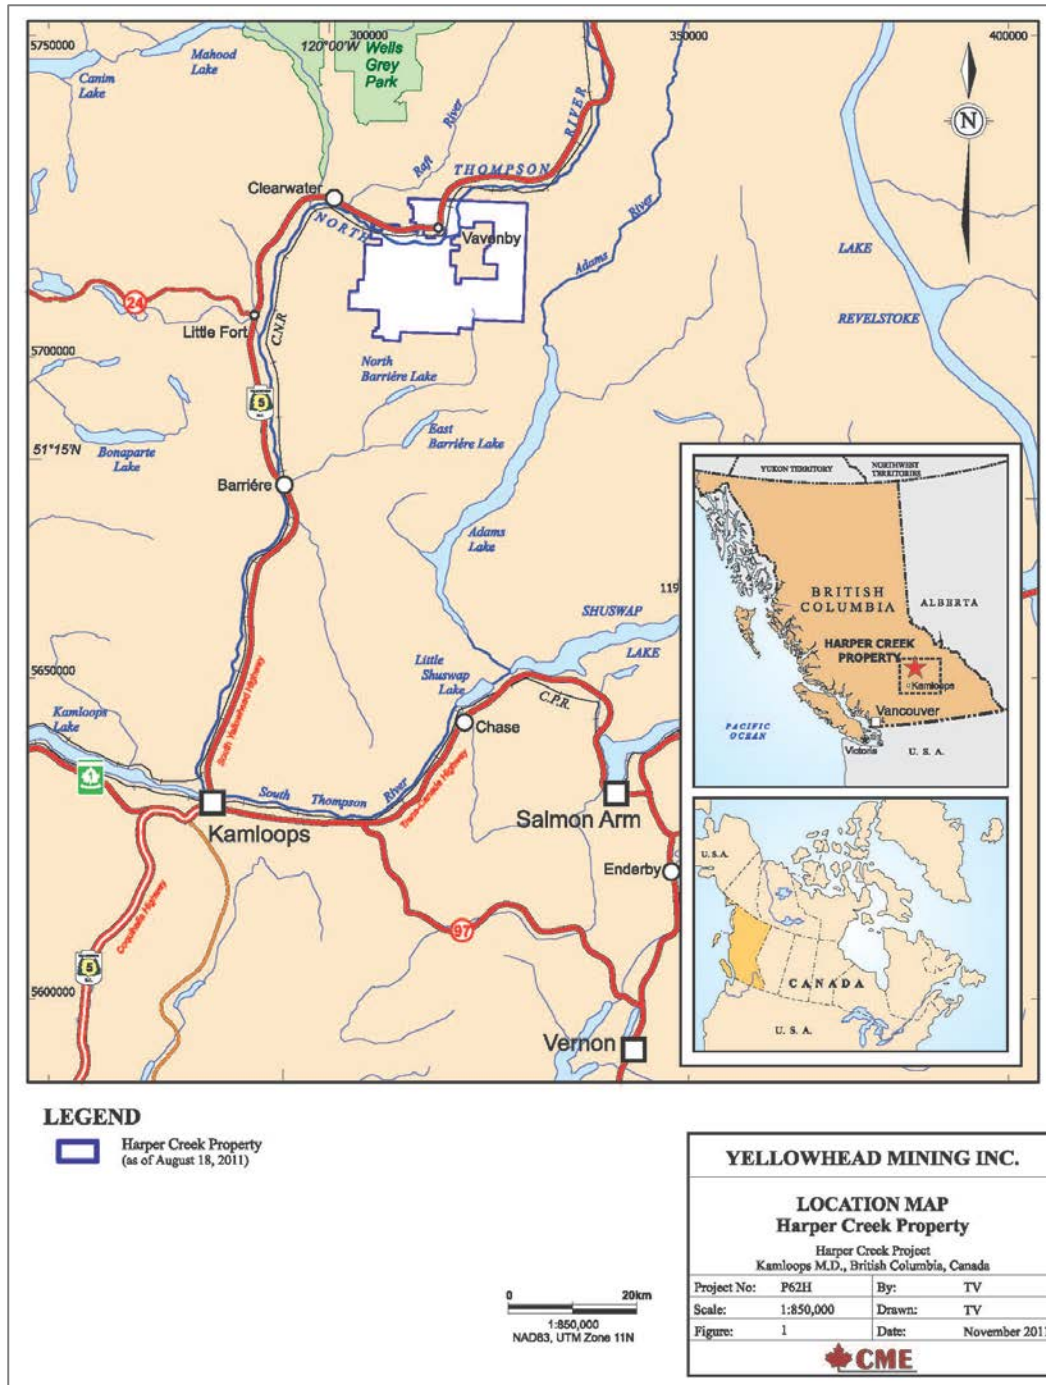 5750000
120°00'W
300000
350000
400000
Wells
Grey
Park
Mahood
Lake
Canim
Lake
Raft River
THOMPSON RIVER
Clearwater
NORTH
Vavenby
Adams River
LAKE
REVELSTOKE
N
24
Little Fort
C.N.R
5700000
North
Barriére Lake
5
East
Barriére Lake
51°15'N
Bonaparte
Lake
Barriére
Adams
Lake
119
SHUSWAP
LAKE
Little
Shuswap
Lake
5650000
C.P.R.
Kamloops
Lake
South Yellowhead Highway
Chase
1
South Thompson River
Trans-Canada Highway
Kamloops
Salmon Arm
Enderby
Coquihalla Highway
97
5
5600000
Vernon
YUKON TERRITORY
NORTHWEST
TERRITORIES
BRITISH
COLUMBIA
ALBERTA
HARPER CREEK
PROPERTY
Kamloops
Vancouver
PACIFIC
OCEAN
Victoria
U. S. A.
U.S.A.
CANADA
U. S. A.
LEGEND
Harper Creek Property
(as of August 18, 2011)
0 20km
1:850,000
NAD83, UTM Zone 11N
YELLOWHEAD MINING INC.
LOCATION MAP
Harper Creek Property
Harper Creek Project
Kamloops M.D., British Columbia, Canada
Project No: P62H By: TV
Scale: 1:850,000 Drawn: TV
Figure: 1 Date: November 2011
CME